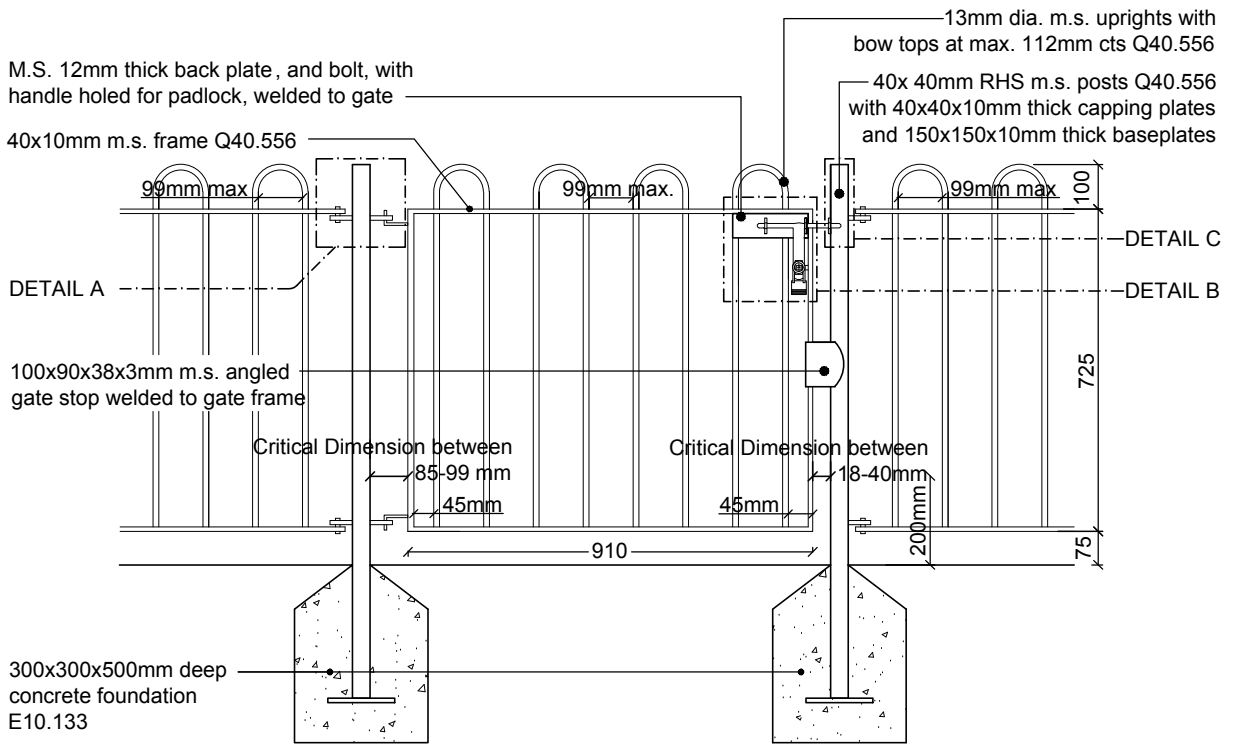 13mm dia. m.s. uprights with
bow tops at max. 112mm cts Q40.556
M.S. 12mm thick back plate, and bolt, with
handle holed for padlock, welded to gate
40x 40mm RHS m.s. posts Q40.556
with 40x40x10mm thick capping plates
and 150x150x10mm thick baseplates
40x10mm m.s. frame Q40.556
99mm max
99mm max.
99mm max
100
DETAIL C
DETAIL A
DETAIL B
100x90x38x3mm m.s. angled
gate stop welded to gate frame
725
Critical Dimension between
85-99 mm
Critical Dimension between
18-40mm
45mm
45mm
200mm
910
75
300x300x500mm deep
concrete foundation
E10.133